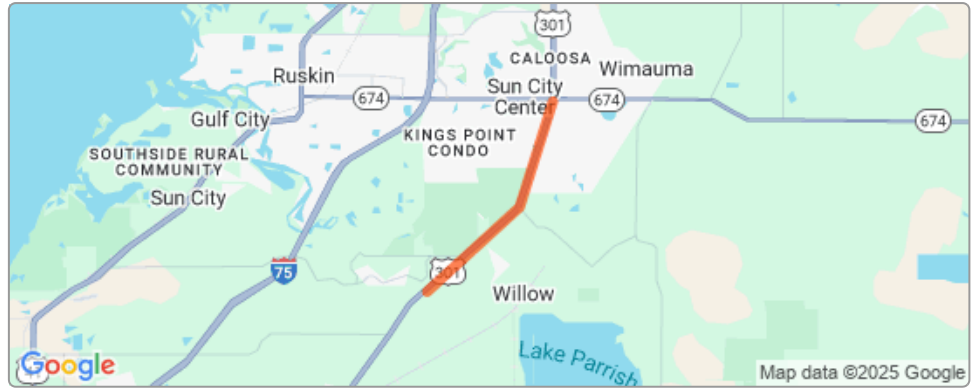 301
CALOOSA
Wimauma
Ruskin
Sun City
Center
674
674
Gulf City
674
KINGS POINT
CONDO
SOUTHSIDE RURAL
COMMUNITY
Sun City
75
301
Willow
Lake Parrish
Google
Map data ©2025 Google